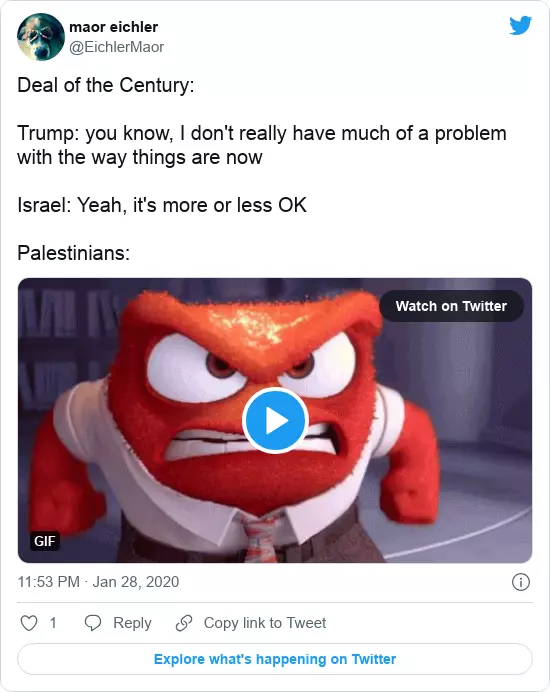 maor eichler
@EichlerMaor
Deal of the Century:
Trump: you know, I don't really have much of a problem
with the way things are now
Israel: Yeah, it's more or less OK
Palestinians:
Watch on Twitter
GIF
11:53 PM · Jan 28, 2020
1 Reply Copy link to Tweet
Explore what's happening on Twitter